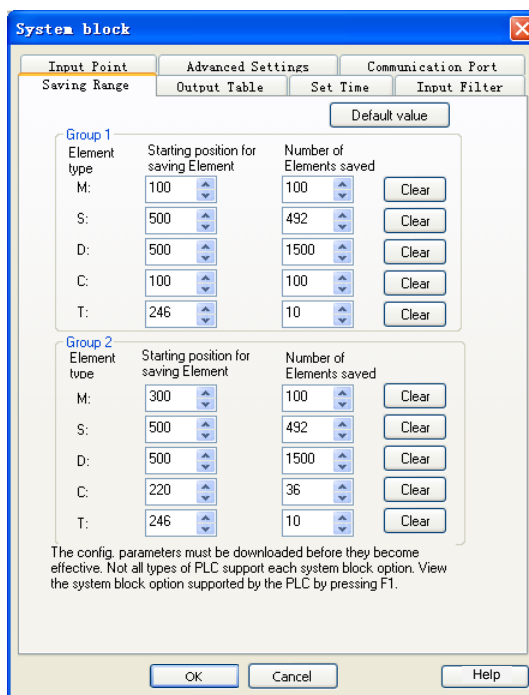 System block
Input Point Advanced Settings Communication Port
Saving Range Output Table Set Time Input Filter
Default value
Group 1
Element type Starting position for saving Element Number of Elements saved
M: 100 100 Clear
S: 500 492 Clear
D: 500 1500 Clear
C: 100 100 Clear
T: 246 10 Clear
Group 2
Element type Starting position for saving Element Number of Elements saved
M: 300 100 Clear
S: 500 492 Clear
D: 500 1500 Clear
C: 220 36 Clear
T: 246 10 Clear
The config. parameters must be downloaded before they become
effective. Not all types of PLC support each system block option. View
the system block option supported by the PLC by pressing F1.
OK Cancel Help